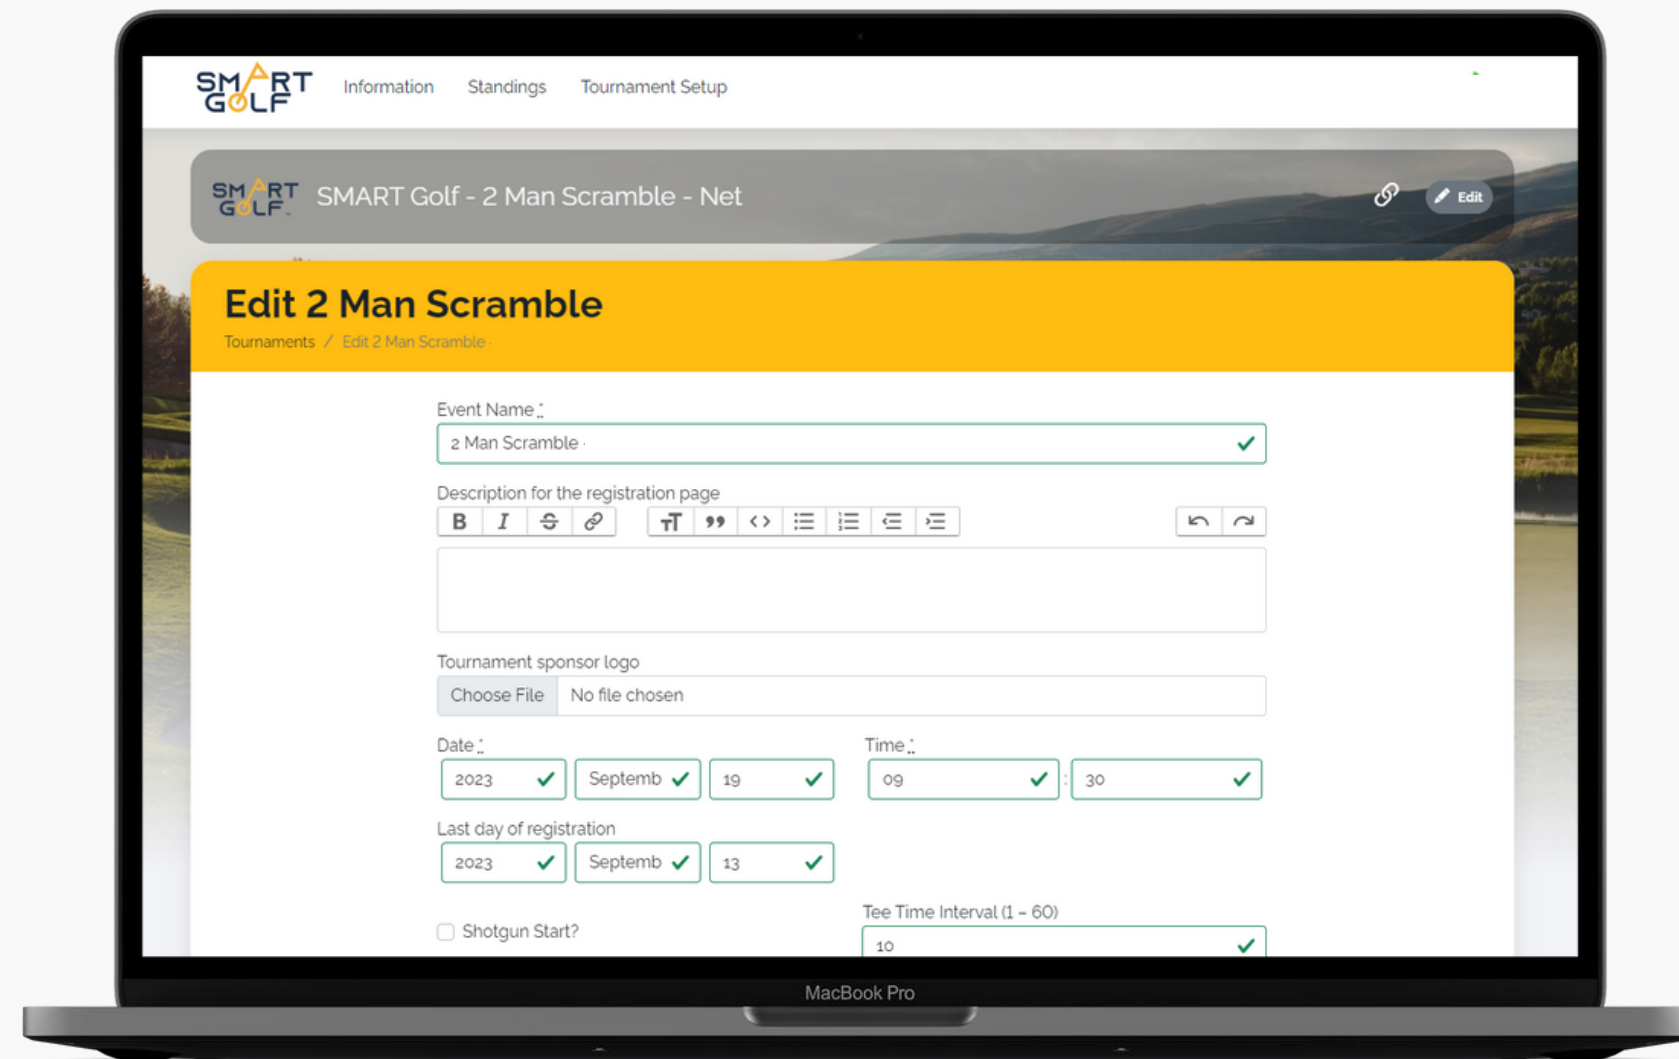 SMART
GOLF
Information Standings Tournament Setup
SMART
GOLF
SMART Golf - 2 Man Scramble - Net
Edit
Edit 2 Man Scramble
Tournaments / Edit 2 Man Scramble
Event Name *
2 Man Scramble
Description for the registration page
B I S
Tournament sponsor logo
Choose File No file chosen
Date * Time *
2023 Septemb 19 09 : 30
Last day of registration
2023 Septemb 13
Tee Time Interval (1 – 60)
Shotgun Start?
10
MacBook Pro